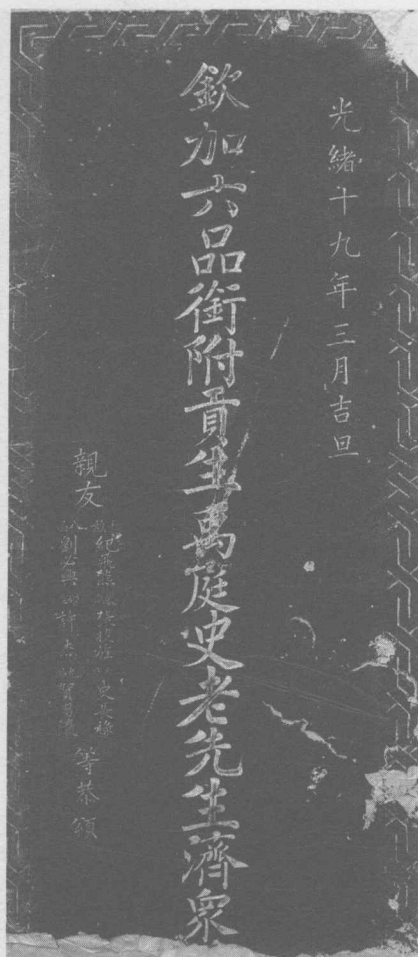 光緒十九年三月吉旦
欽加六品銜附貢生禹庭史老先生濟眾
親友
等恭頌